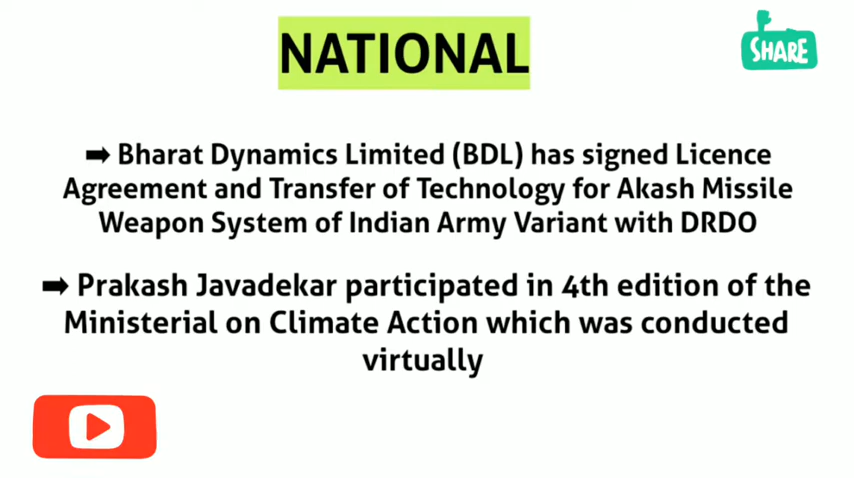 NATIONAL
SHARE
➡ Bharat Dynamics Limited (BDL) has signed Licence
Agreement and Transfer of Technology for Akash Missile
Weapon System of Indian Army Variant with DRDO
➡ Prakash Javadekar participated in 4th edition of the
Ministerial on Climate Action which was conducted
virtually